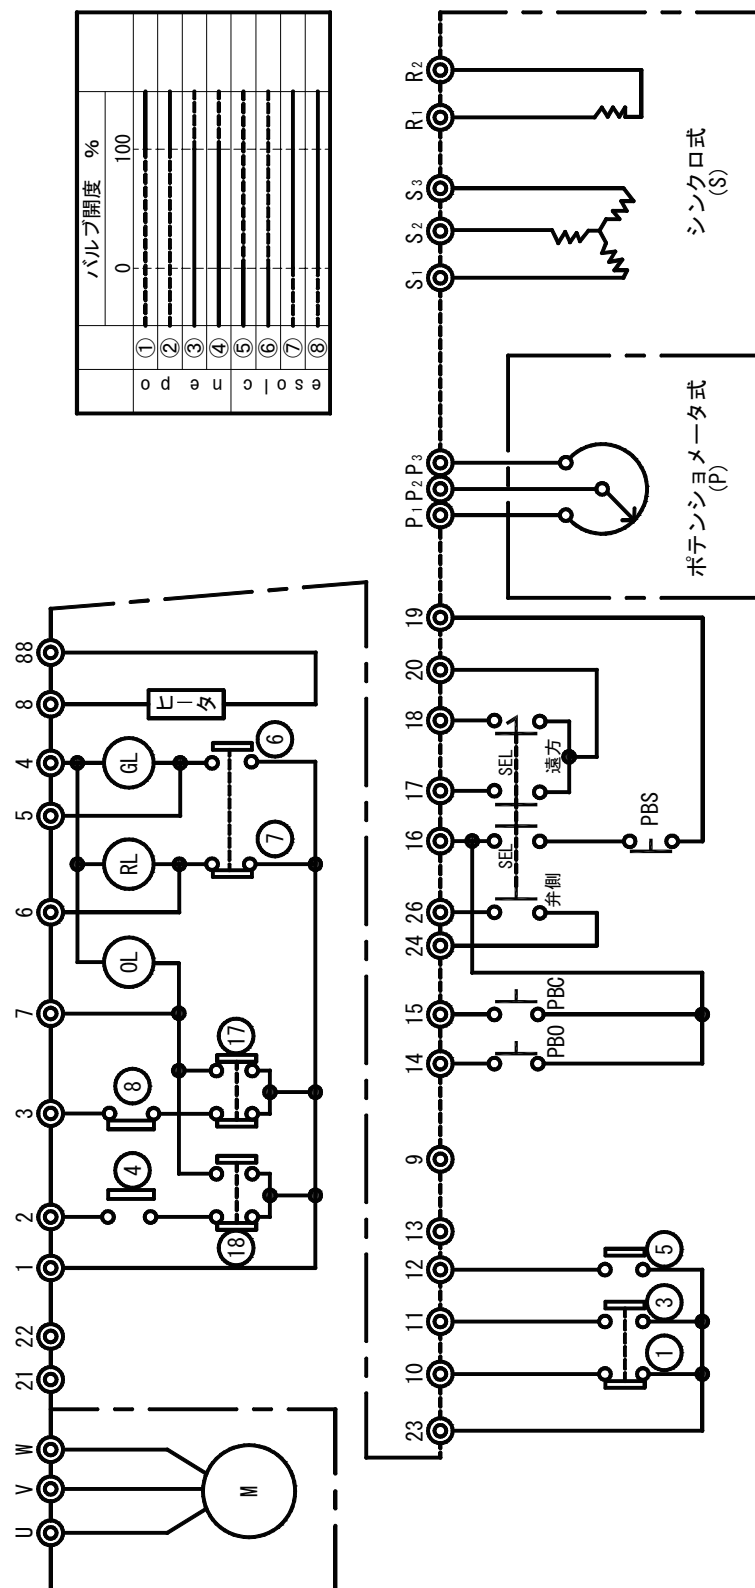 U V W 21 22 1 2 3 7 6 5 4 8 88
M
④ ⑧ OL RL GL ヒータ
⑱ ⑰ ⑦ ⑥
バルブ開度 %
0 100
open
①
②
③
④
close
⑤
⑥
⑦
⑧
23 10 11 12 13 9 14 15 24 26 16 17 18 20 19 P1 P2 P3 S1 S2 S3 R1 R2
SEL SEL
弁側 遠方
PBO PBC
PBS
① ③ ⑤
ポテンショメータ式
(P)
シンクロ式
(S)